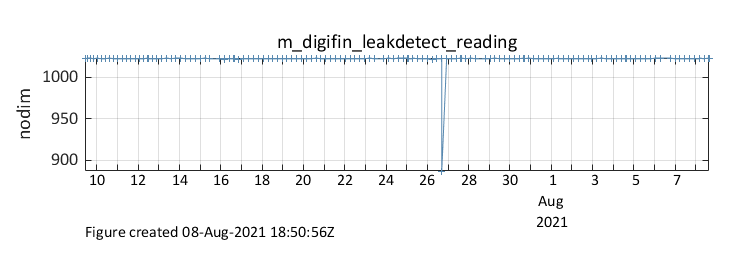 m_digifin_leakdetect_reading
1000
950
900
nodim
10 12 14 16 18 20 22 24 26 28 30 1 3 5 7
Aug
2021
Figure created 08-Aug-2021 18:50:56Z